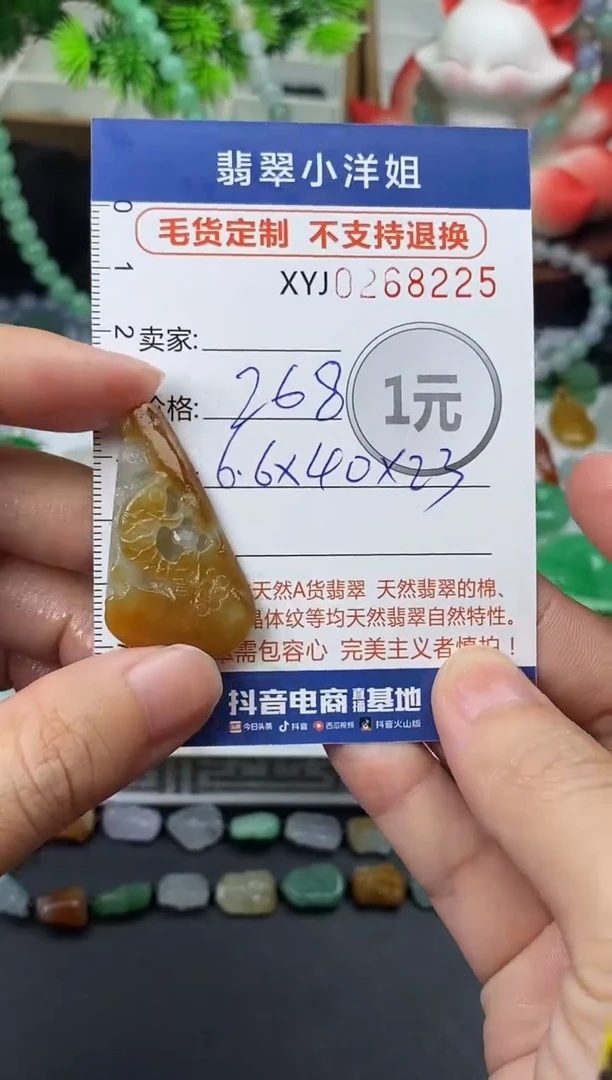 翡翠小洋姐
毛货定制 不支持退换
XYJ0268225
0
1
2
卖家:
价格: 268
1元
6.6x40x23
天然A货翡翠 天然翡翠的棉、
晶体纹等均天然翡翠自然特性。
需包容心 完美主义者慎拍！
抖音电商直播基地
今日头条 抖音 西瓜视频 抖音火山版